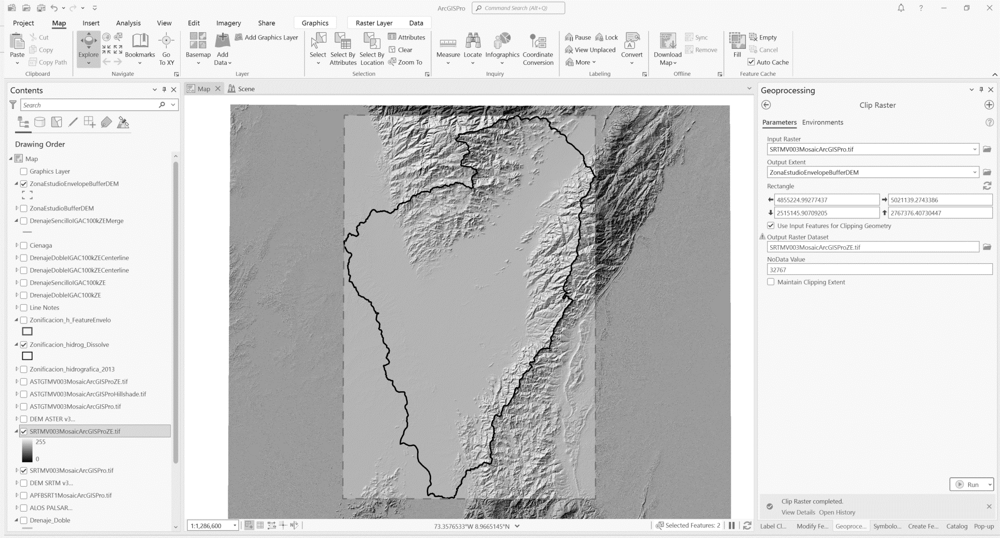 ArcGISPro
Command Search (Alt+Q)
Project Map Insert Analysis View Edit Imagery Share Graphics Raster Layer Data
Paste
Cut
Copy
Copy Path
Clipboard
Explore
Bookmarks
Go
To XY
Navigate
Basemap
Add
Data
Add Graphics Layer
Layer
Select
Select By
Attributes
Select By
Location
Attributes
Clear
Zoom To
Selection
Measure
Locate
Infographics
Coordinate
Conversion
Inquiry
Pause
Lock
View Unplaced
More
Convert
Labeling
Download
Map
Sync
Remove
Offline
Fill
Empty
Cancel
Auto Cache
Feature Cache
Contents
Search
Drawing Order
Map
Graphics Layer
ZonaEstudioEnvelopeBufferDEM
ZonaEstudioBufferDEM
DrenajeSencilloIGAC100kZEMerge
Cienaga
DrenajeDobleIGAC100kZECenterline
DrenajeDobleIGAC100kZECenterline
DrenajeSencilloIGAC100kZE
DrenajeDobleIGAC100kZE
Line Notes
Zonificacion_h_FeatureEnvelo
Zonificacion_hidrog_Dissolve
Zonificacion_hidrografica_2013
ASTGTMV003MosaicArcGISProZE.tif
ASTGTMV003MosaicArcGISProHillshade.tif
ASTGTMV003MosaicArcGISPro.tif
DEM ASTER v3...
SRTMV003MosaicArcGISProZE.tif
255
0
SRTMV003MosaicArcGISPro.tif
DEM SRTM v3...
APFBSRT1MosaicArcGISPro.tif
ALOS PALSAR...
Drenaje_Doble
Map Scene
1:1,286,600
73.3576533°W 8.9665145°N
Selected Features: 2
Geoprocessing
Clip Raster
Parameters Environments
Input Raster
SRTMV003MosaicArcGISPro.tif
Output Extent
ZonaEstudioEnvelopeBufferDEM
Rectangle
4855224.99277437 5021139.2743386
2515145.90709205 2767376.40730447
Use Input Features for Clipping Geometry
Output Raster Dataset
SRTMV003MosaicArcGISProZE.tif
NoData Value
32767
Maintain Clipping Extent
Run
Clip Raster completed.
View Details Open History
Label Cl... Modify Fe... Geoproce... Symbolo... Create Fe... Catalog Pop-up